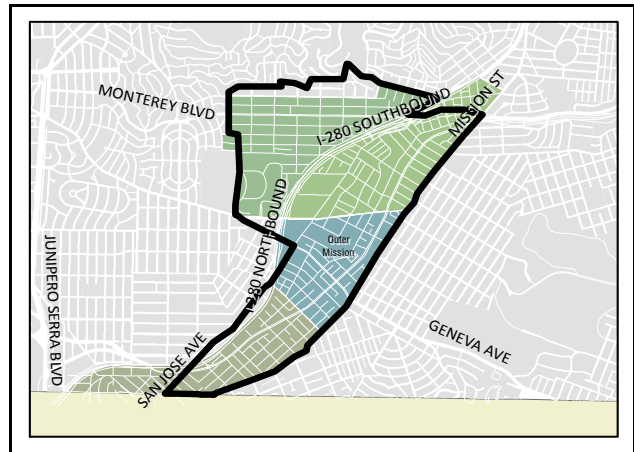 MISSION ST
MONTEREY BLVD
I-280 SOUTHBOUND
I-280 NORTHBOUND
Outer
Mission
JUNIPERO SERRA BLVD
GENEVA AVE
SAN JOSE AVE